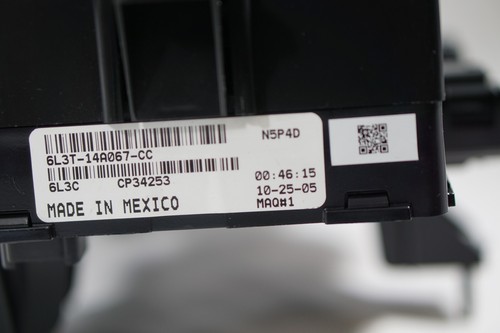 N5P4D
6L3T-14A067-CC
6L3C CP34253 00:46:15
10-25-05
MADE IN MEXICO MAQ#1